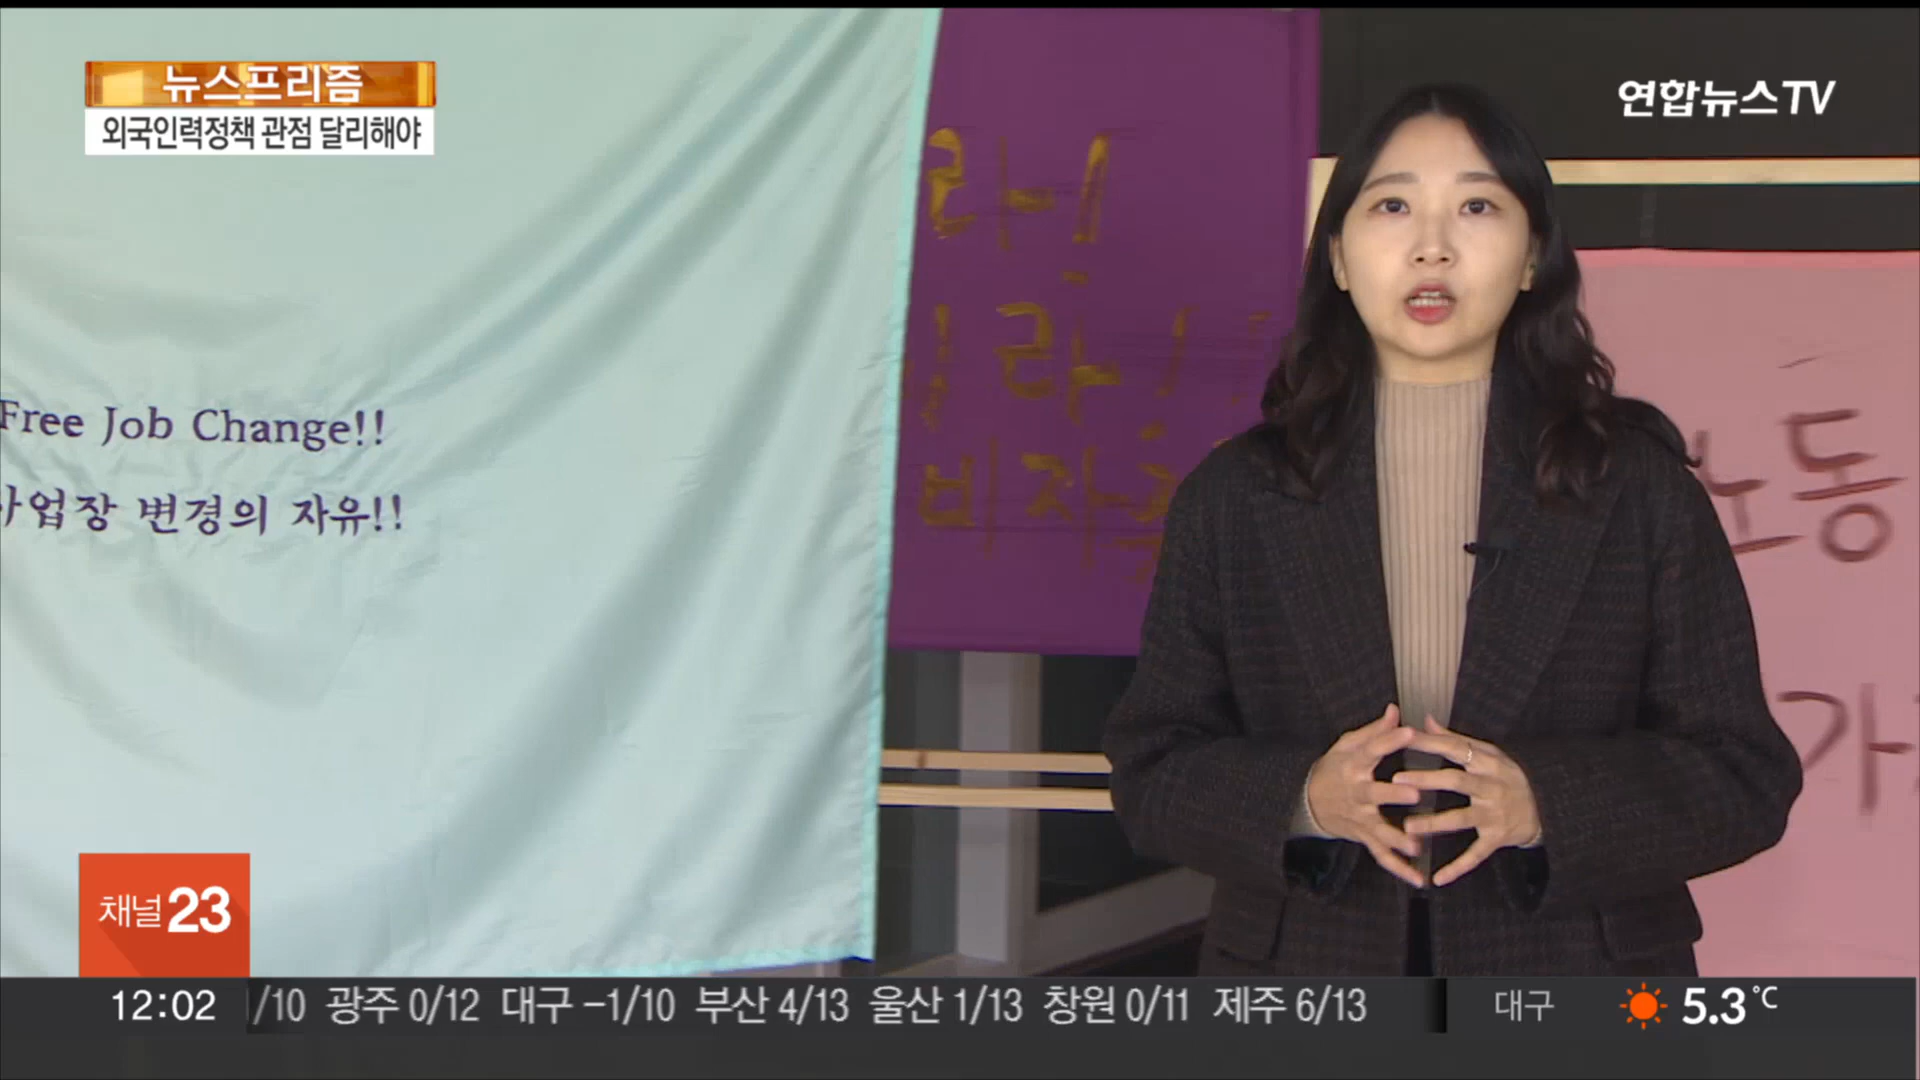 뉴스프리즘
외국인력정책 관점 달리해야
연합뉴스TV
라!
라!
비자
Free Job Change!!
사업장 변경의 자유!!
노동
가
채널 23
12:02
/10 광주 0/12 대구 -1/10 부산 4/13 울산 1/13 창원 0/11 제주 6/13
대구
5.3℃